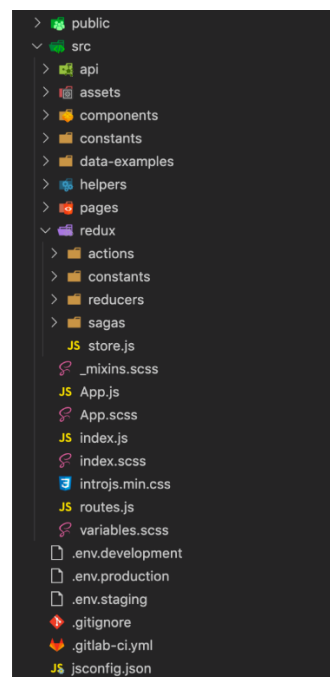 public
src
api
assets
components
constants
data-examples
helpers
pages
redux
actions
constants
reducers
sagas
JS store.js
_mixins.scss
JS App.js
App.scss
JS index.js
index.scss
introjs.min.css
JS routes.js
variables.scss
.env.development
.env.production
.env.staging
.gitignore
.gitlab-ci.yml
JS jsconfig.json